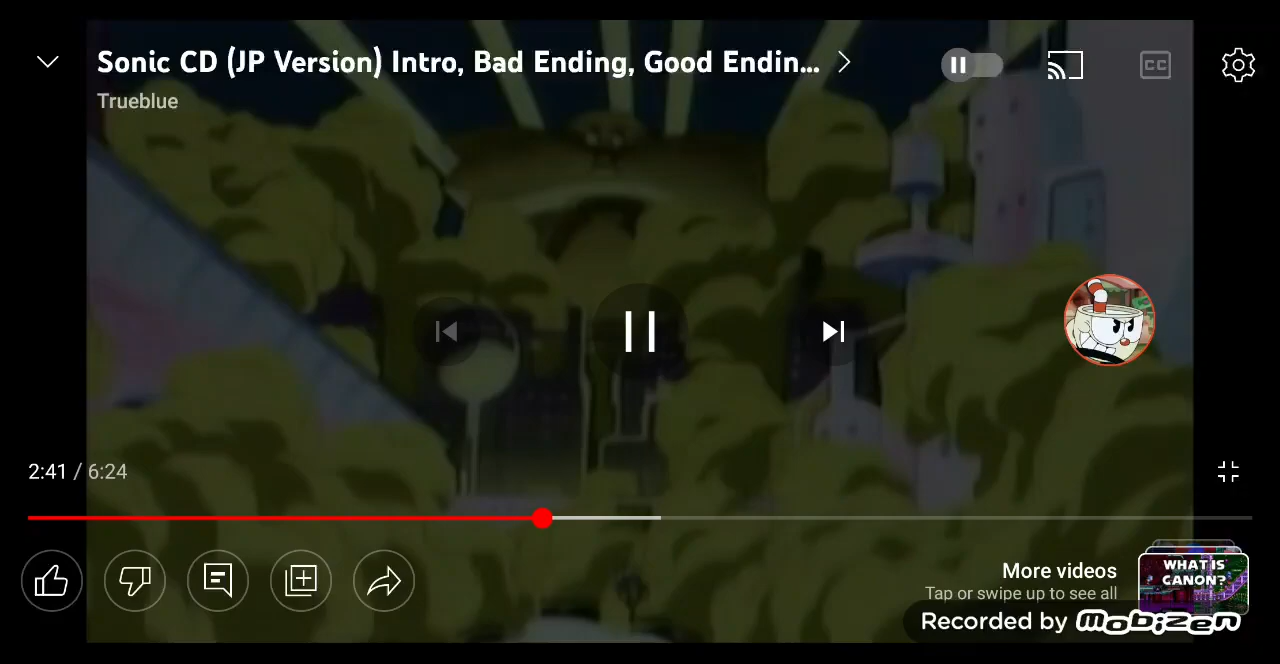 Sonic CD (JP Version) Intro, Bad Ending, Good Endin...
CC
Trueblue
2:41 / 6:24
More videos
Tap or swipe up to see all
WHAT IS
CANON?
Recorded by Mobizen